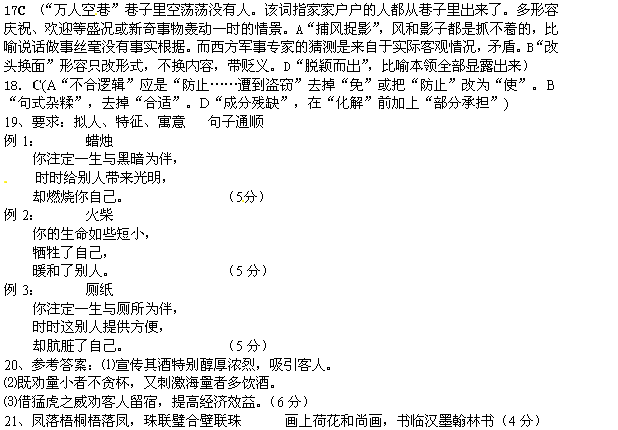 17C （“万人空巷”巷子里空荡荡没有人。该词指家家户户的人都从巷子里出来了。多形容
庆祝、欢迎等盛况或新奇事物轰动一时的情景。A“捕风捉影”，风和影子都是抓不着的，比
喻说话做事丝毫没有事实根据。而西方军事专家的猜测是来自于实际客观情况，矛盾。B“改
头换面”形容只改形式，不换内容，带贬义。D“脱颖而出”，比喻本领全部显露出来）
18. C(A“不合逻辑”应是“防止……遭到盗窃”去掉“免”或把“防止”改为“使”。B
“句式杂糅”，去掉“合适”。D“成分残缺”，在“化解”前加上“部分承担”)
19、要求：拟人、特征、寓意 句子通顺
例 1： 蜡烛
你注定一生与黑暗为伴，
时时给别人带来光明，
却燃烧你自己。 （5分）
例 2： 火柴
你的生命如些短小，
牺牲了自己，
暖和了别人。 （5分）
例 3： 厕纸
你注定一生与厕所为伴，
时时这别人提供方便，
却肮脏了自己。 （5分）
20、参考答案：⑴宣传其酒特别醇厚浓烈，吸引客人。
⑵既劝量小者不贪杯，又刺激海量者多饮酒。
⑶借猛虎之威劝客人留宿，提高经济效益。（6分）
21、凤落梧桐梧落凤，珠联璧合璧联珠 画上荷花和尚画，书临汉墨翰林书（4分）